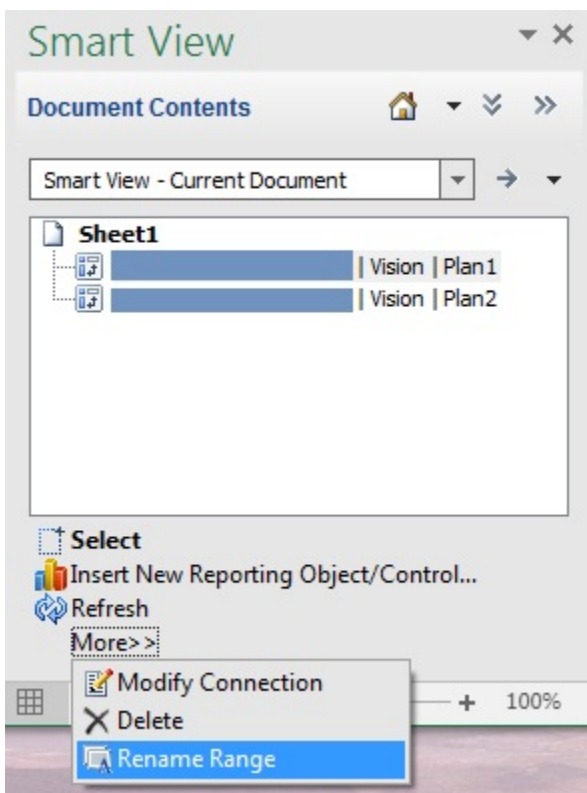 Smart View
Document Contents
Smart View - Current Document
Sheet1
| Vision | Plan1
| Vision | Plan2
Select
Insert New Reporting Object/Control...
Refresh
More>>
Modify Connection
+ 100%
Delete
Rename Range